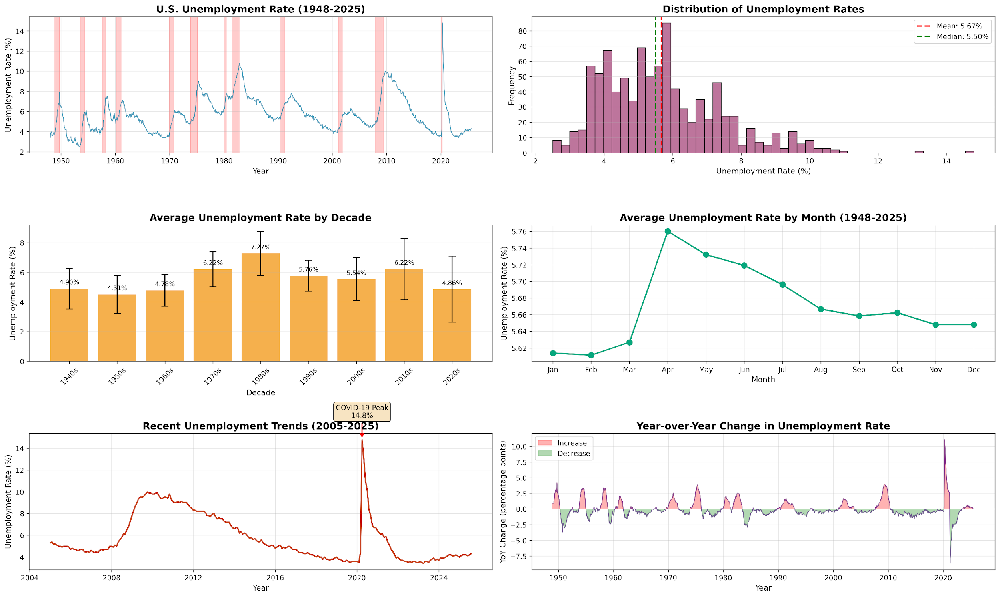 U.S. Unemployment Rate (1948-2025)
Unemployment Rate (%)
14
12
10
8
6
4
2
1950 1960 1970 1980 1990 2000 2010 2020
Year
Distribution of Unemployment Rates
Mean: 5.67%
Median: 5.50%
Frequency
80
70
60
50
40
30
20
10
0
2 4 6 8 10 12 14
Unemployment Rate (%)
Average Unemployment Rate by Decade
Unemployment Rate (%)
8
6
4
2
0
4.90% 4.51% 4.78% 6.22% 7.27% 5.76% 5.54% 6.22% 4.86%
1940s 1950s 1960s 1970s 1980s 1990s 2000s 2010s 2020s
Decade
Average Unemployment Rate by Month (1948-2025)
Unemployment Rate (%)
5.76
5.74
5.72
5.70
5.68
5.66
5.64
5.62
Jan Feb Mar Apr May Jun Jul Aug Sep Oct Nov Dec
Month
COVID-19 Peak
14.8%
Recent Unemployment Trends (2005-2025)
Unemployment Rate (%)
14
12
10
8
6
4
2004 2008 2012 2016 2020 2024
Year
Year-over-Year Change in Unemployment Rate
Increase
Decrease
YoY Change (percentage points)
10.0
7.5
5.0
2.5
0.0
−2.5
−5.0
−7.5
1950 1960 1970 1980 1990 2000 2010 2020
Year